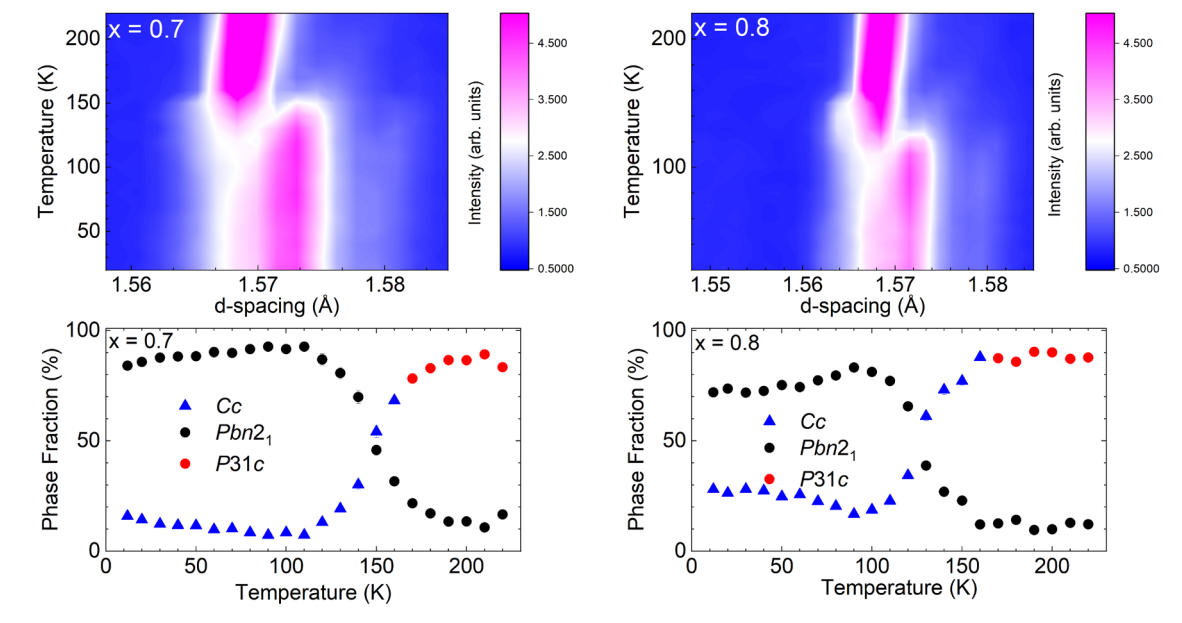 x = 0.7
200
150
100
50
Temperature (K)
1.56
1.57
1.58
d-spacing (Å)
4.500
3.500
2.500
1.500
0.5000
Intensity (arb. units)
x = 0.8
200
150
100
50
Temperature (K)
1.55
1.56
1.57
1.58
d-spacing (Å)
4.500
3.500
2.500
1.500
0.5000
Intensity (arb. units)
x = 0.7
100
50
0
Phase Fraction (%)
Cc
Pbn2₁
P31c
0
50
100
150
200
Temperature (K)
x = 0.8
100
50
0
Phase Fraction (%)
Cc
Pbn2₁
P31c
0
50
100
150
200
Temperature (K)